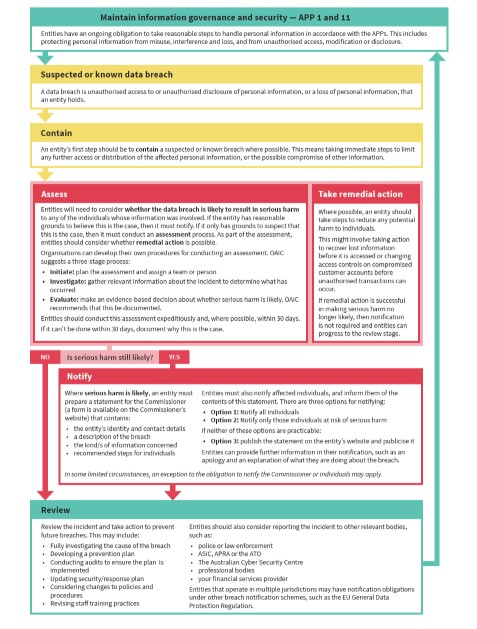 Maintain information governance and security — APP 1 and 11
Entities have an ongoing obligation to take reasonable steps to handle personal information in accordance with the APPs. This includes
protecting personal information from misuse, interference and loss, and from unauthorised access, modification or disclosure.
Suspected or known data breach
A data breach is unauthorised access to or unauthorised disclosure of personal information, or a loss of personal information, that
an entity holds.
Contain
An entity's first step should be to contain a suspected or known breach where possible. This means taking immediate steps to limit
any further access or distribution of the affected personal information, or the possible compromise of other information.
Assess
Entities will need to consider whether the data breach is likely to result in serious harm
to any of the individuals whose information was involved. If the entity has reasonable
grounds to believe this is the case, then it must notify. If it only has grounds to suspect that
this is the case, then it must conduct an assessment process. As part of the assessment,
entities should consider whether remedial action is possible.
Organisations can develop their own procedures for conducting an assessment. OAIC
suggests a three-stage process:
• Initiate: plan the assessment and assign a team or person
• Investigate: gather relevant information about the incident to determine what has
occurred
• Evaluate: make an evidence-based decision about whether serious harm is likely. OAIC
recommends that this be documented.
Entities should conduct this assessment expeditiously and, where possible, within 30 days.
If it can't be done within 30 days, document why this is the case.
Take remedial action
Where possible, an entity should
take steps to reduce any potential
harm to individuals.
This might involve taking action
to recover lost information
before it is accessed or changing
access controls on compromised
customer accounts before
unauthorised transactions can
occur.
If remedial action is successful
in making serious harm no
longer likely, then notification
is not required and entities can
progress to the review stage.
NO Is serious harm still likely? YES
Notify
Where serious harm is likely, an entity must
prepare a statement for the Commissioner
(a form is available on the Commissioner's
website) that contains:
• the entity's identity and contact details
• a description of the breach
• the kind/s of information concerned
• recommended steps for individuals
Entities must also notify affected individuals, and inform them of the
contents of this statement. There are three options for notifying:
• Option 1: Notify all individuals
• Option 2: Notify only those individuals at risk of serious harm
If neither of these options are practicable:
• Option 3: publish the statement on the entity's website and publicise it
Entities can provide further information in their notification, such as an
apology and an explanation of what they are doing about the breach.
In some limited circumstances, an exception to the obligation to notify the Commissioner or individuals may apply.
Review
Review the incident and take action to prevent
future breaches. This may include:
• Fully investigating the cause of the breach
• Developing a prevention plan
• Conducting audits to ensure the plan is
implemented
• Updating security/response plan
• Considering changes to policies and
procedures
• Revising staff training practices
Entities should also consider reporting the incident to other relevant bodies,
such as:
• police or law enforcement
• ASIC, APRA or the ATO
• The Australian Cyber Security Centre
• professional bodies
• your financial services provider
Entities that operate in multiple jurisdictions may have notification obligations
under other breach notification schemes, such as the EU General Data
Protection Regulation.